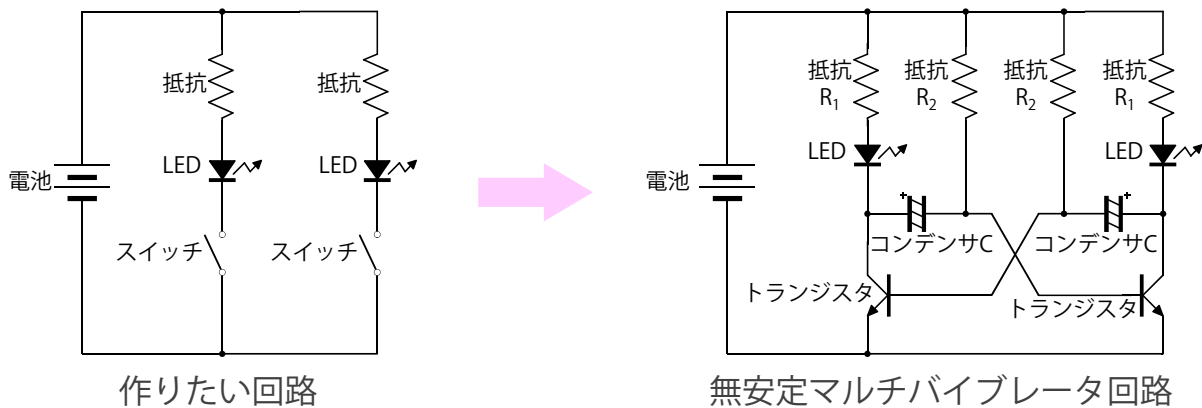 抵抗
抵抗
LED
LED
電池
スイッチ
スイッチ
作りたい回路
抵抗
R1
抵抗
R2
抵抗
R2
抵抗
R1
LED
LED
電池
+
+
コンデンサC
コンデンサC
トランジスタ
トランジスタ
無安定マルチバイブレータ回路